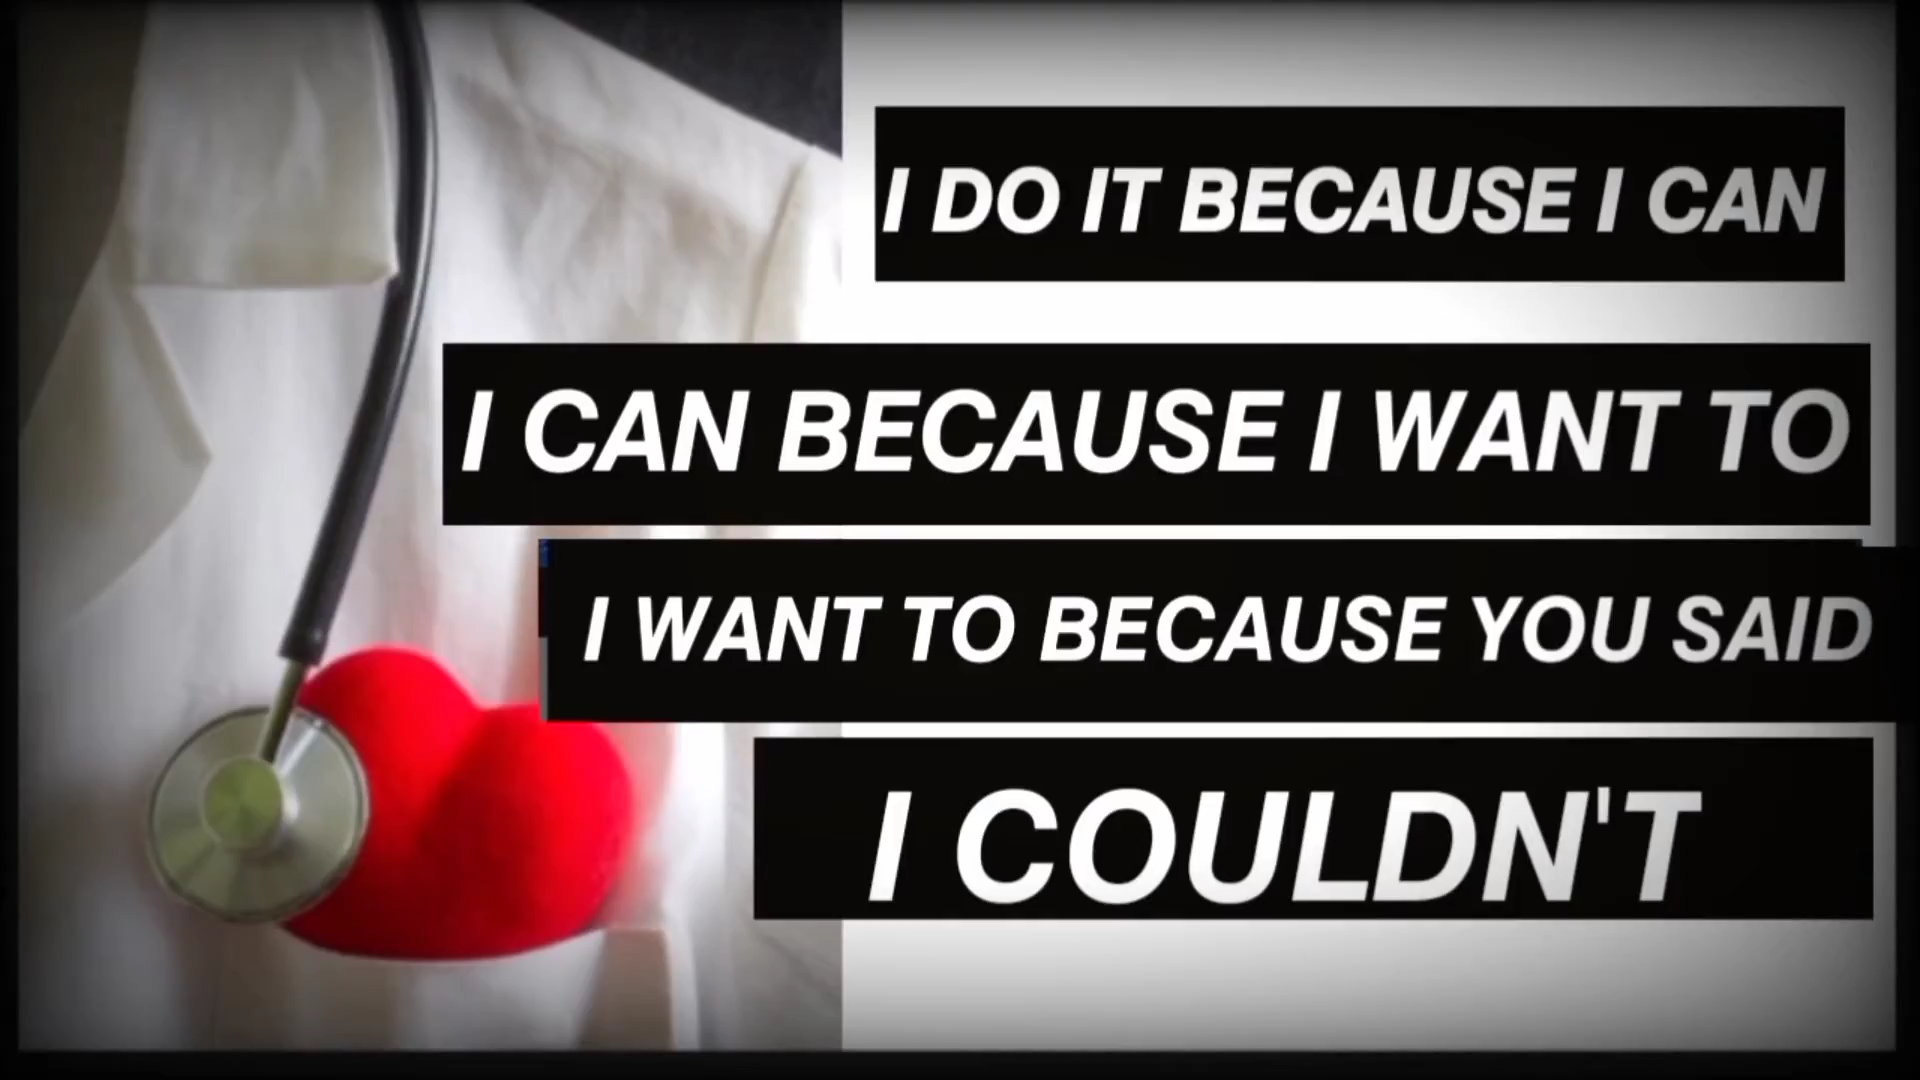 I DO IT BECAUSE I CAN
I CAN BECAUSE I WANT TO
I WANT TO BECAUSE YOU SAID
I COULDN'T